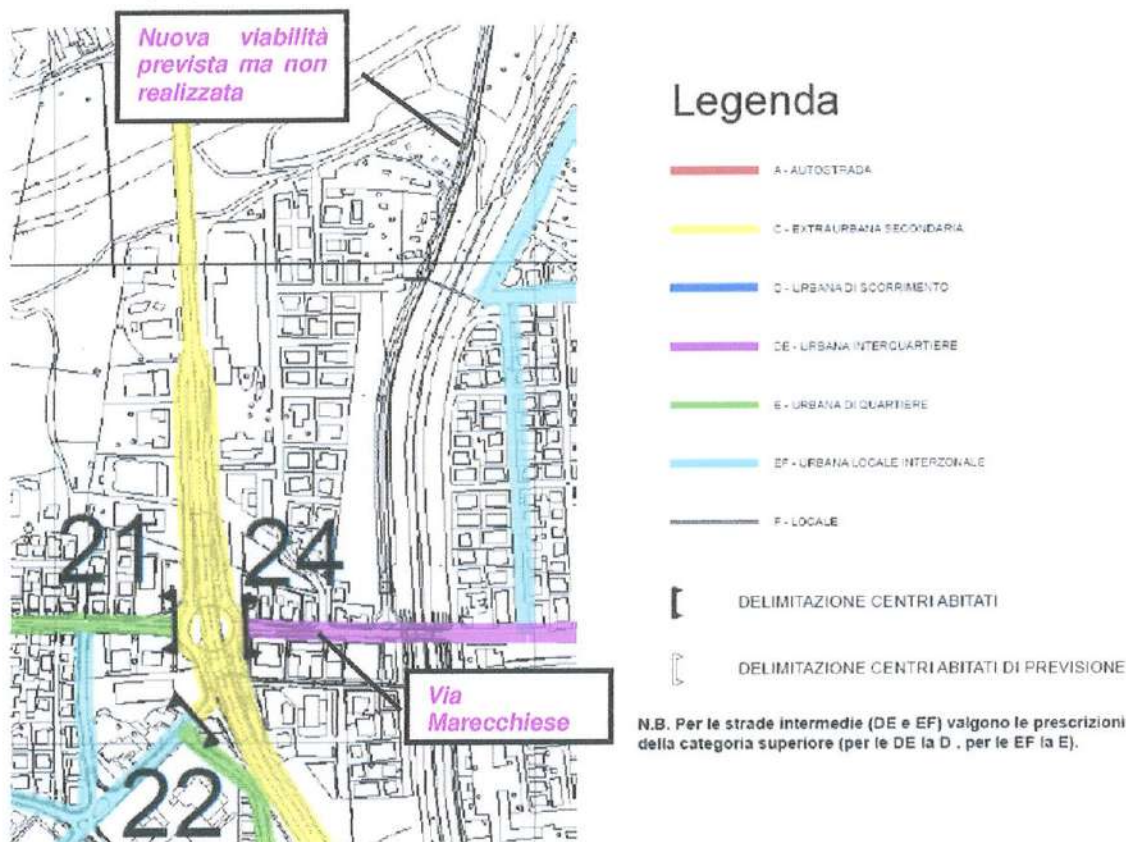 Nuova viabilità
prevista ma non
realizzata
21
24
22
Via
Marecchiese
Legenda
A - AUTOSTRADA
C - EXTRAURBANA SECONDARIA
D - URBANA DI SCORRIMENTO
DE - URBANA INTERQUARTIERE
E - URBANA DI QUARTIERE
EF - URBANA LOCALE INTERZONALE
F - LOCALE
DELIMITAZIONE CENTRI ABITATI
DELIMITAZIONE CENTRI ABITATI DI PREVISIONE
N.B. Per le strade intermedie (DE e EF) valgono le prescrizioni
della categoria superiore (per le DE la D , per le EF la E).